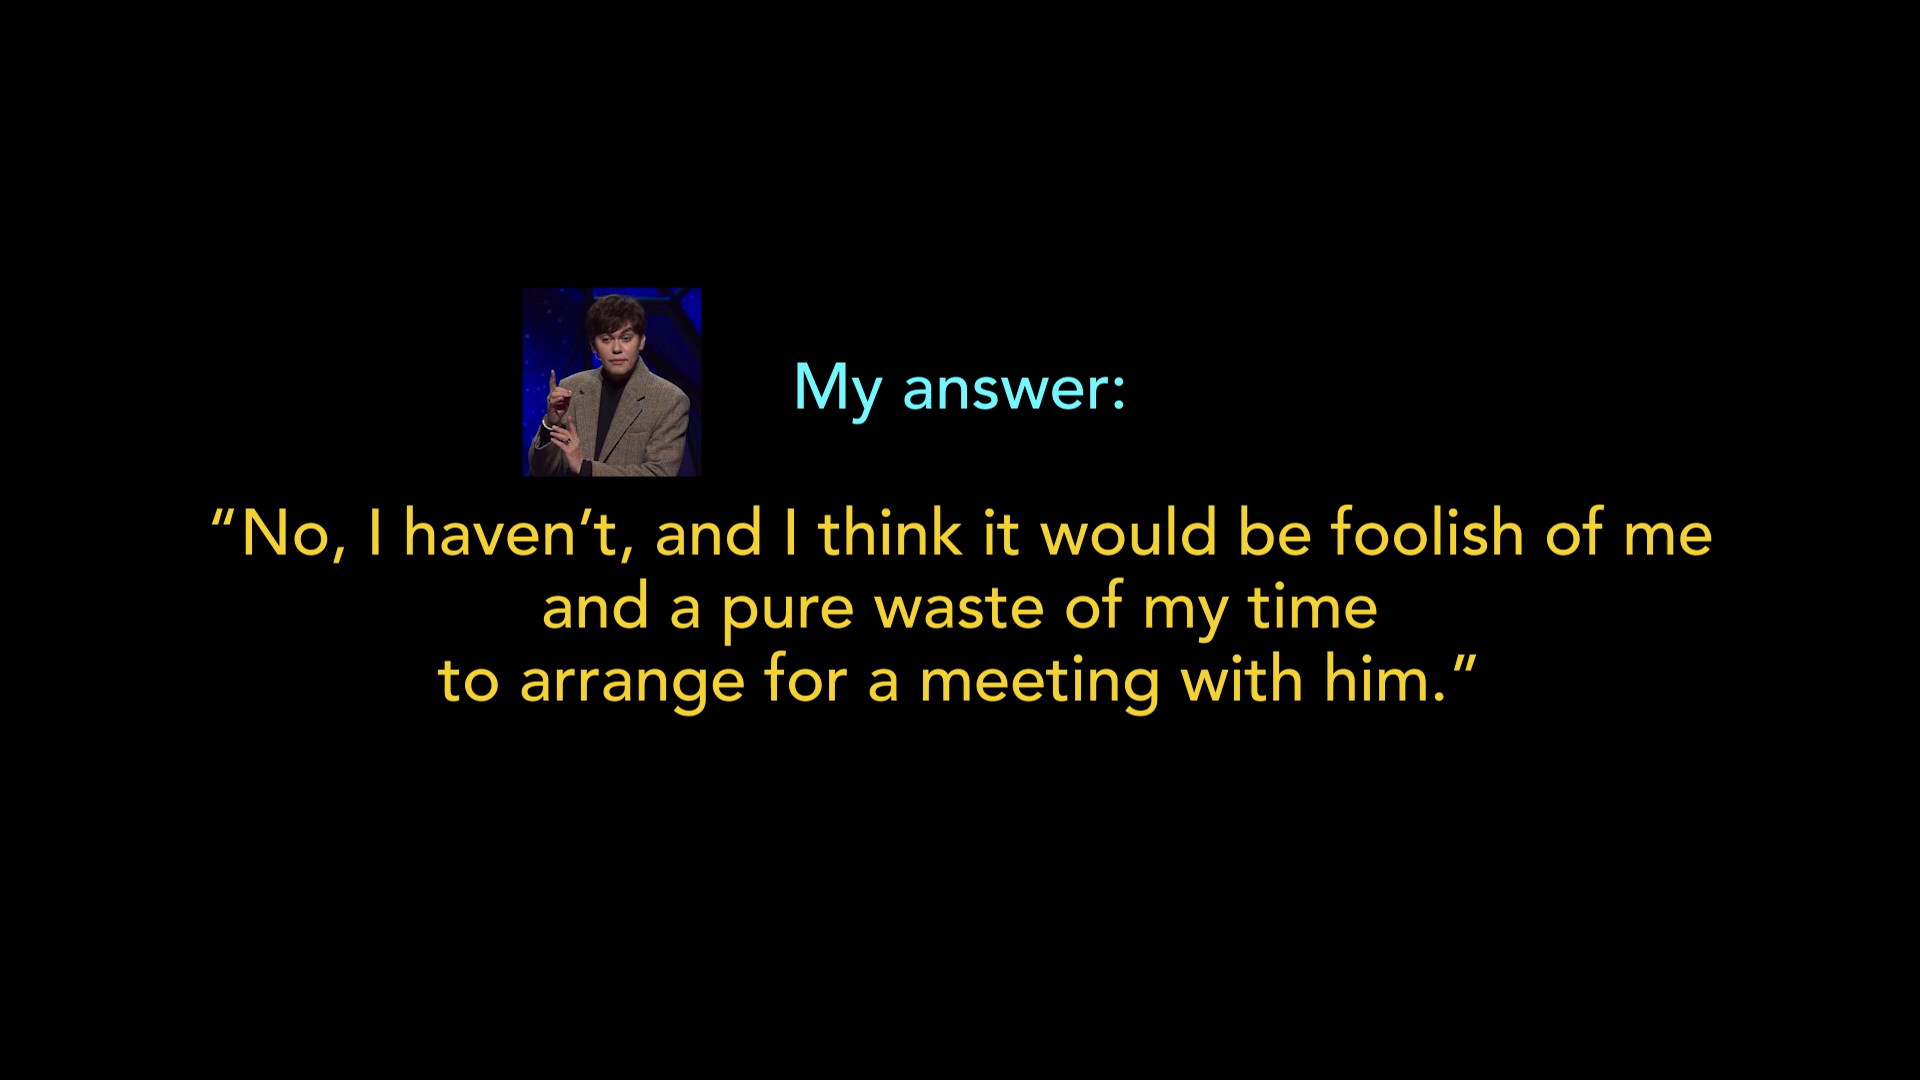 My answer:
“No, I haven’t, and I think it would be foolish of me
and a pure waste of my time
to arrange for a meeting with him.”